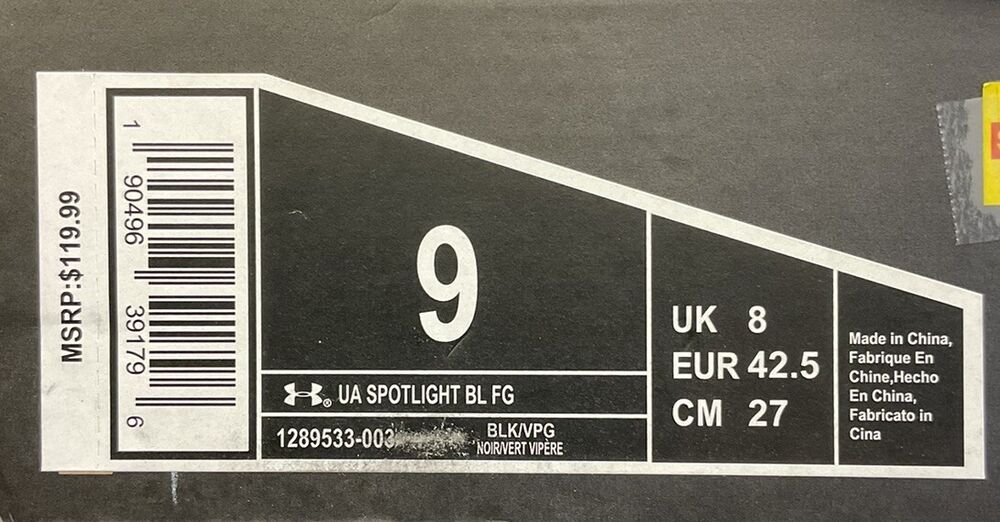 MSRP:$119.99
1 90496 39179 6
9
UA SPOTLIGHT BL FG
1289533-003
BLK/VPG
NOIR/VERT VIPÈRE
UK 8
EUR 42.5
CM 27
Made in China,
Fabrique En
Chine,Hecho
En China,
Fabricato in
Cina